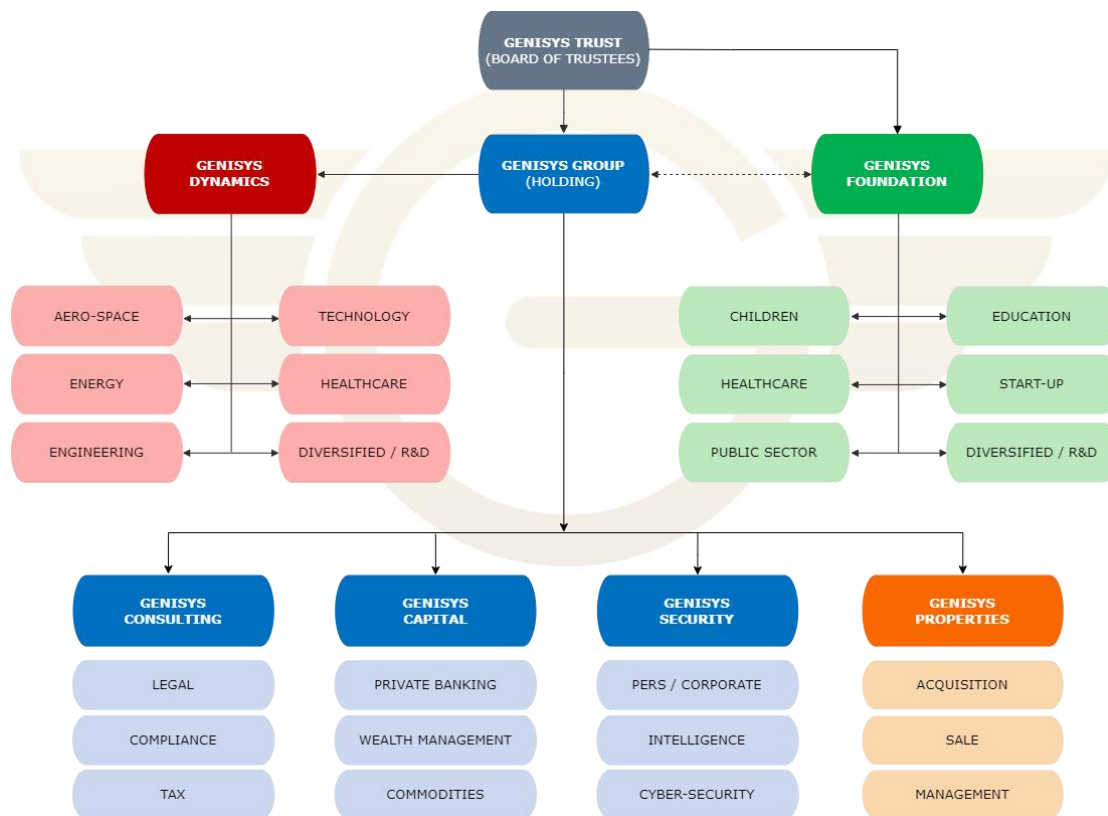 GENISYS TRUST
(BOARD OF TRUSTEES)
GENISYS
DYNAMICS
GENISYS GROUP
(HOLDING)
GENISYS
FOUNDATION
AERO-SPACE
TECHNOLOGY
CHILDREN
EDUCATION
ENERGY
HEALTHCARE
HEALTHCARE
START-UP
ENGINEERING
DIVERSIFIED / R&D
PUBLIC SECTOR
DIVERSIFIED / R&D
GENISYS
CONSULTING
GENISYS
CAPITAL
GENISYS
SECURITY
GENISYS
PROPERTIES
LEGAL
PRIVATE BANKING
PERS / CORPORATE
ACQUISITION
COMPLIANCE
WEALTH MANAGEMENT
INTELLIGENCE
SALE
TAX
COMMODITIES
CYBER-SECURITY
MANAGEMENT